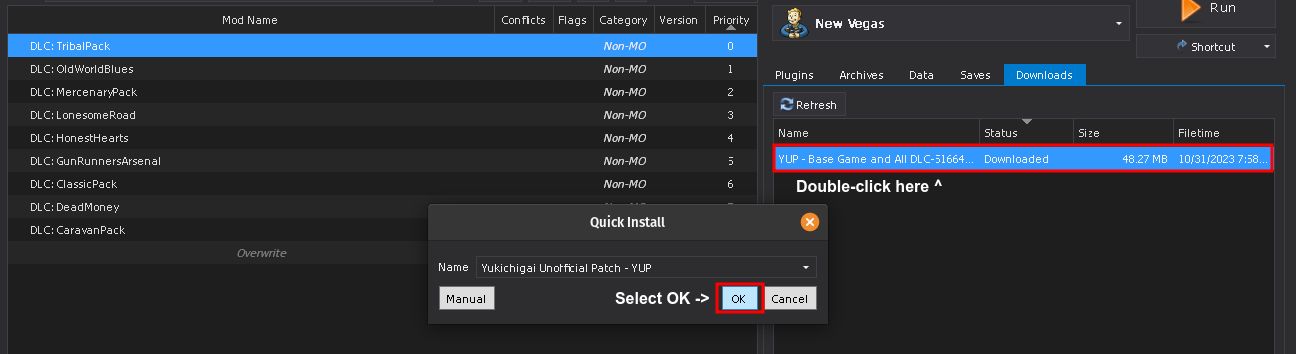 Mod Name Conflicts Flags Category Version Priority
DLC: TribalPack Non-MO 0
DLC: OldWorldBlues Non-MO 1
DLC: MercenaryPack Non-MO 2
DLC: LonesomeRoad Non-MO 3
DLC: HonestHearts Non-MO 4
DLC: GunRunnersArsenal Non-MO 5
DLC: ClassicPack Non-MO 6
DLC: DeadMoney
DLC: CaravanPack
Overwrite
New Vegas
Run
Shortcut
Plugins Archives Data Saves Downloads
Refresh
Name Status Size Filetime
YUP - Base Game and All DLC-51664... Downloaded 48.27 MB 10/31/2023 7:58...
Double-click here ^
Quick Install
Name Yukichigai Unofficial Patch - YUP
Manual Select OK -> OK Cancel